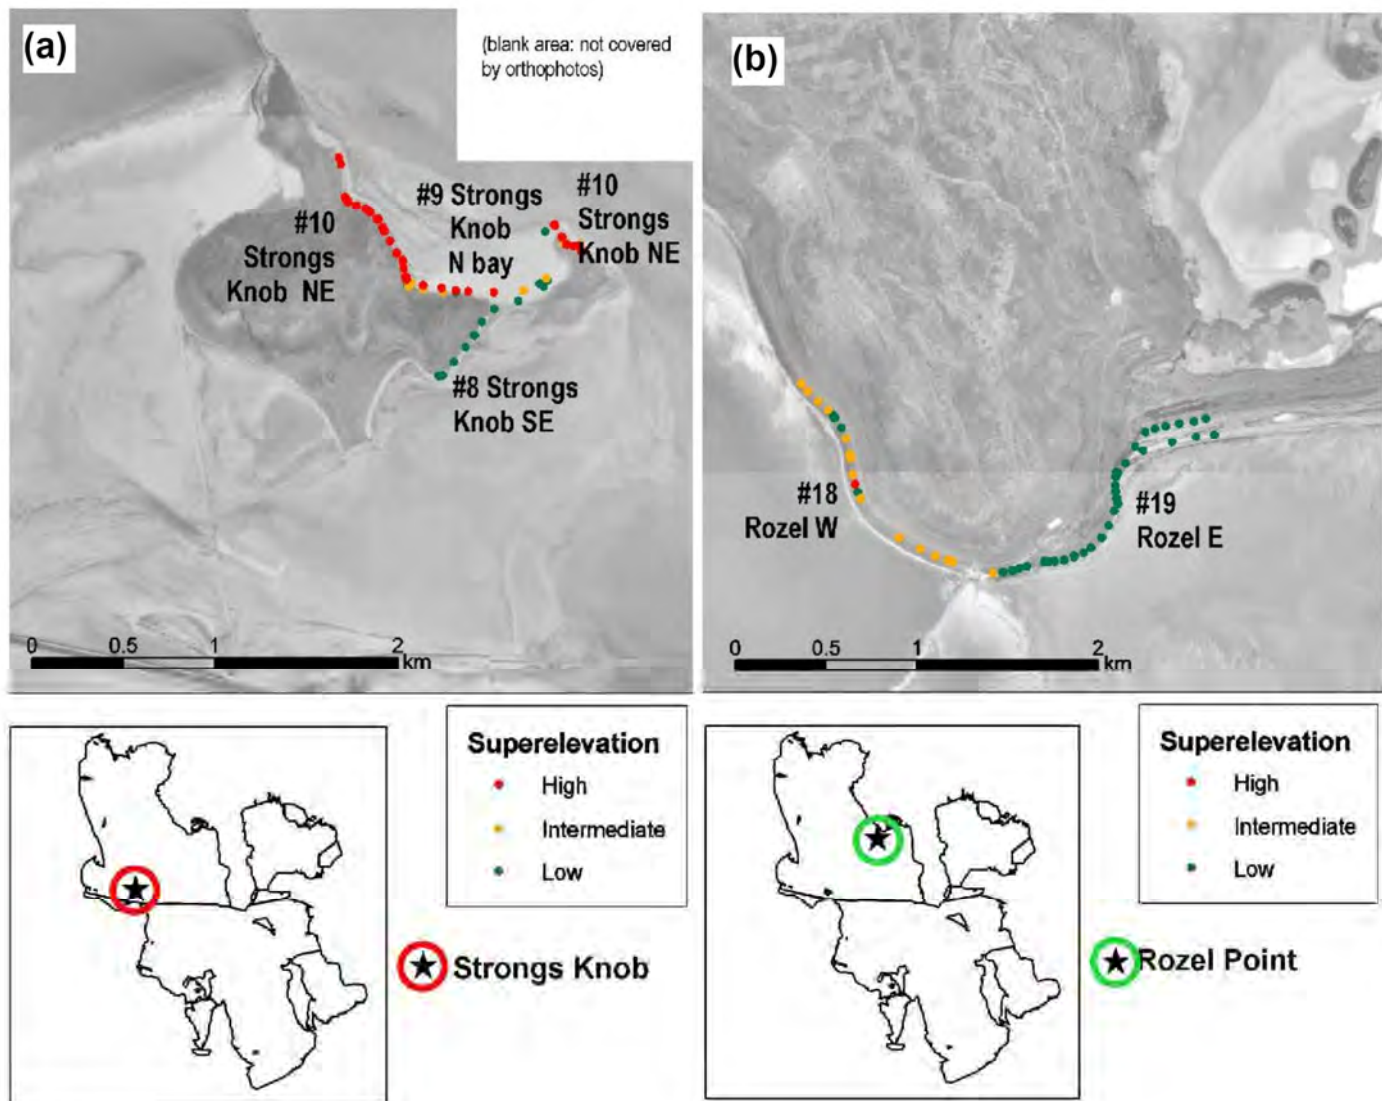 (a)
(blank area: not covered
by orthophotos)
#10
Strongs
Knob NE
#9 Strongs
Knob
N bay
#10
Strongs
Knob NE
#8 Strongs
Knob SE
0 0.5 1 2
km
(b)
#18
Rozel W
#19
Rozel E
0 0.5 1 2
km
Superelevation
High
Intermediate
Low
Strongs Knob
Superelevation
High
Intermediate
Low
Rozel Point